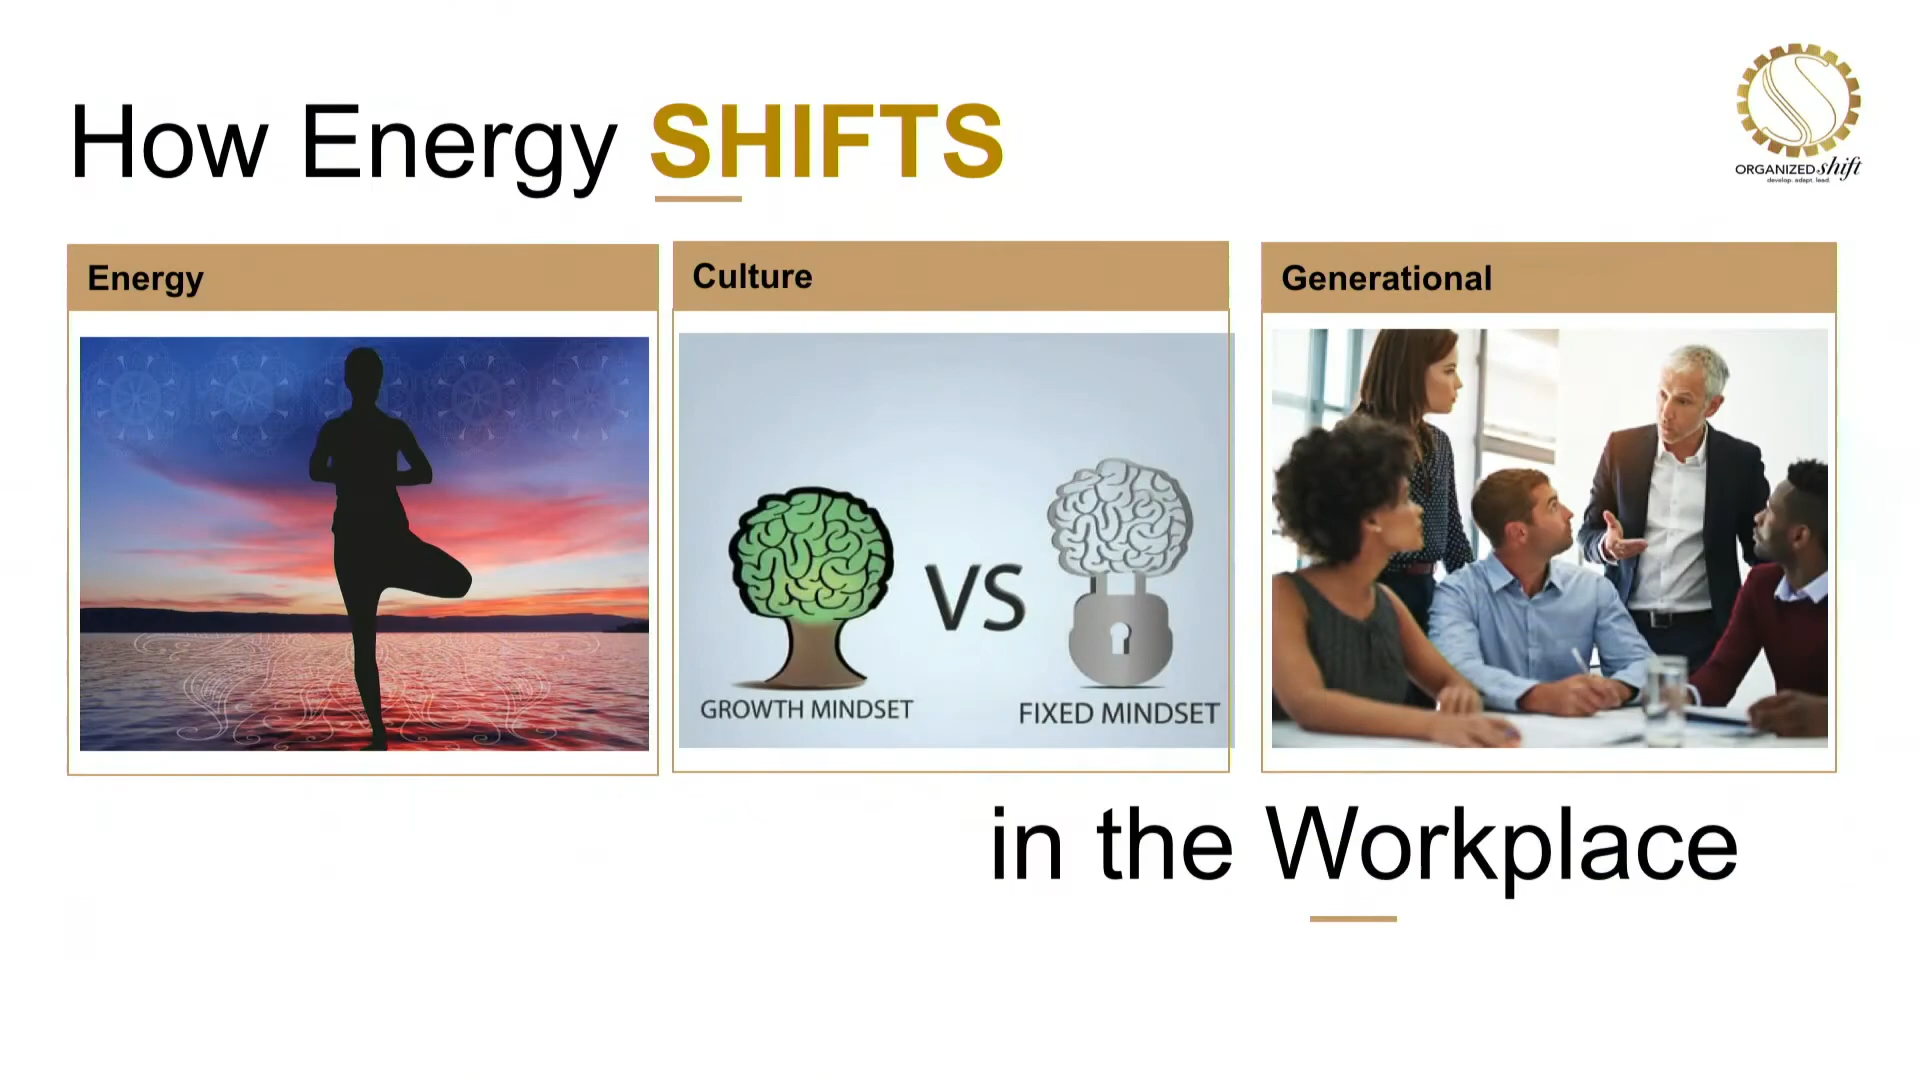 How Energy SHIFTS
ORGANIZED shift
develop. adapt. lead.
Energy
Culture
Generational
VS
GROWTH MINDSET
FIXED MINDSET
in the Workplace